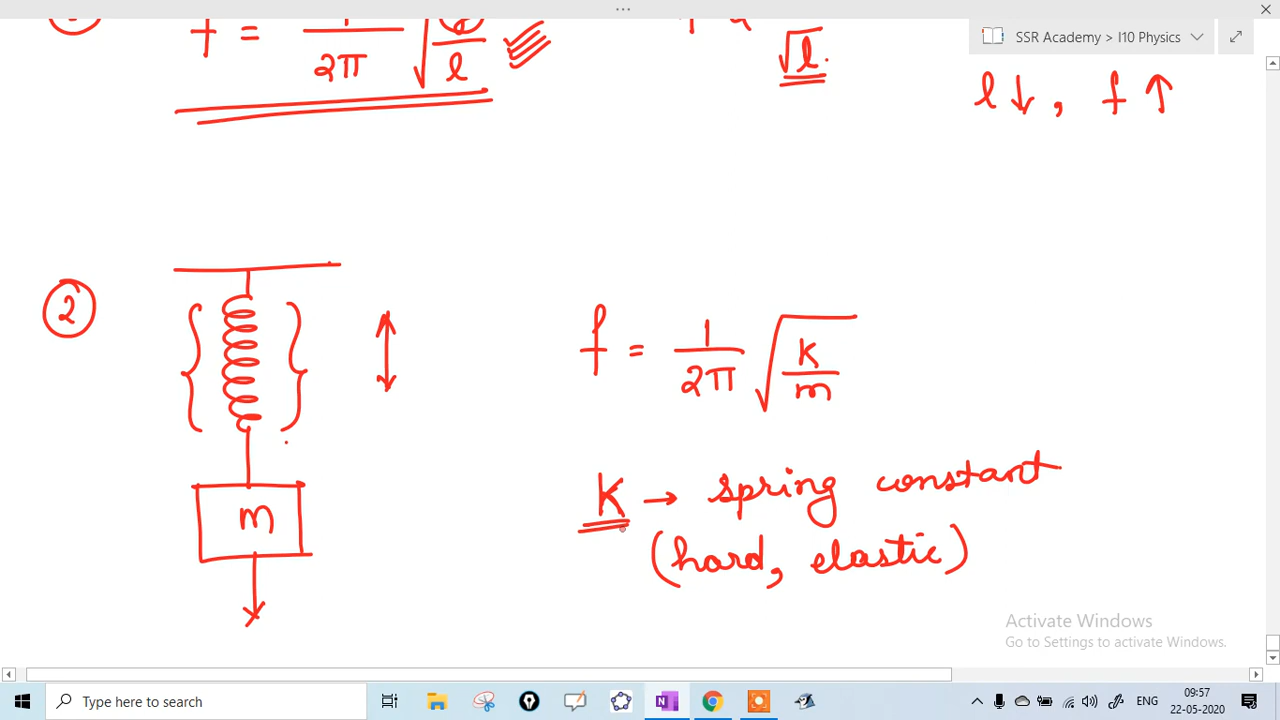 ...
SSR Academy > I10 Physics
f = 1/2π √(g/l)
√l.
l ↓ , f ↑
2
f = 1/2π √(k/m)
m
K → spring constant
(hard, elastic)
Activate Windows
Go to Settings to activate Windows.
Type here to search
09:57
22-05-2020